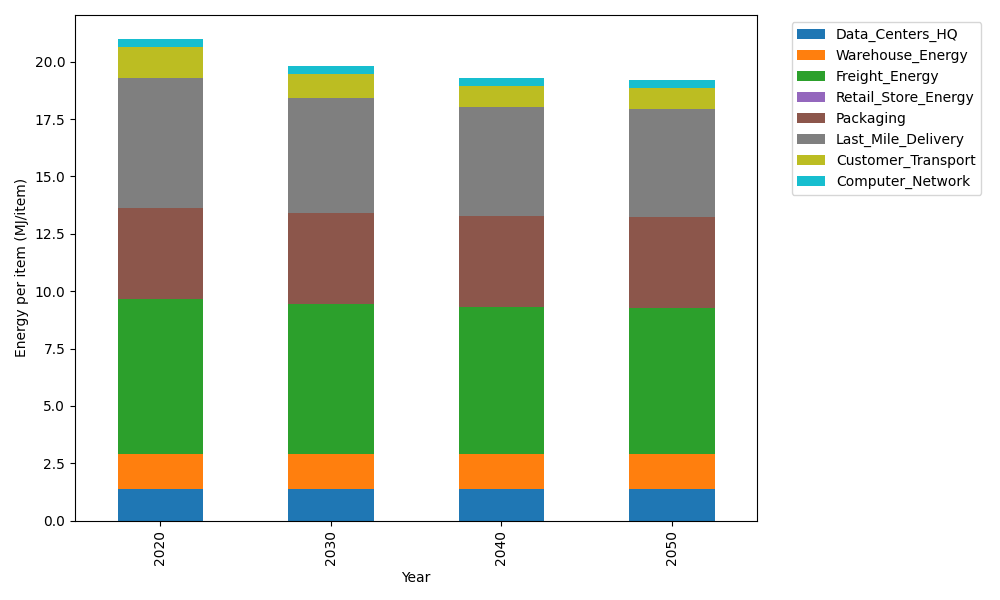 20.0
17.5
15.0
12.5
10.0
7.5
5.0
2.5
0.0
Energy per item (MJ/item)
2020
2030
2040
2050
Year
Data_Centers_HQ
Warehouse_Energy
Freight_Energy
Retail_Store_Energy
Packaging
Last_Mile_Delivery
Customer_Transport
Computer_Network